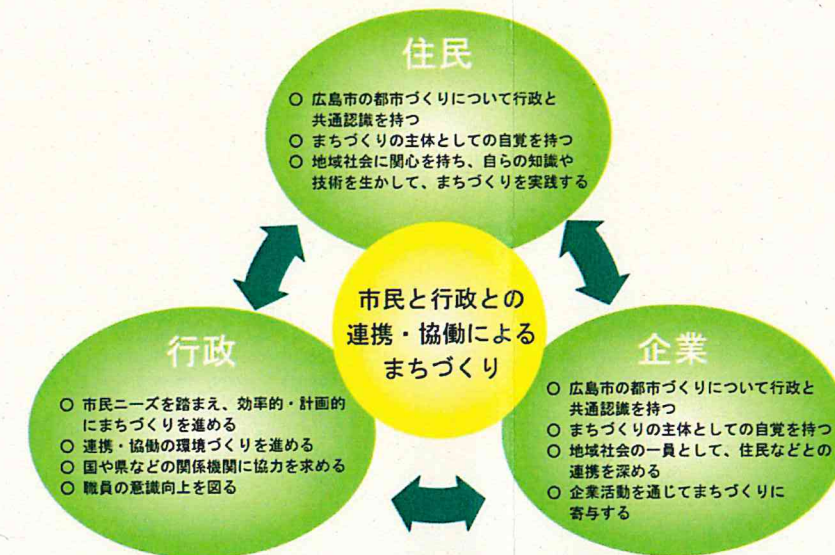 住民
○ 広島市の都市づくりについて行政と
共通認識を持つ
○ まちづくりの主体としての自覚を持つ
○ 地域社会に関心を持ち、自らの知識や
技術を生かして、まちづくりを実践する
市民と行政との
連携・協働による
まちづくり
行政
○ 市民ニーズを踏まえ、効率的・計画的
にまちづくりを進める
○ 連携・協働の環境づくりを進める
○ 国や県などの関係機関に協力を求める
○ 職員の意識向上を図る
企業
○ 広島市の都市づくりについて行政と
共通認識を持つ
○ まちづくりの主体としての自覚を持つ
○ 地域社会の一員として、住民などとの
連携を深める
○ 企業活動を通じてまちづくりに
寄与する